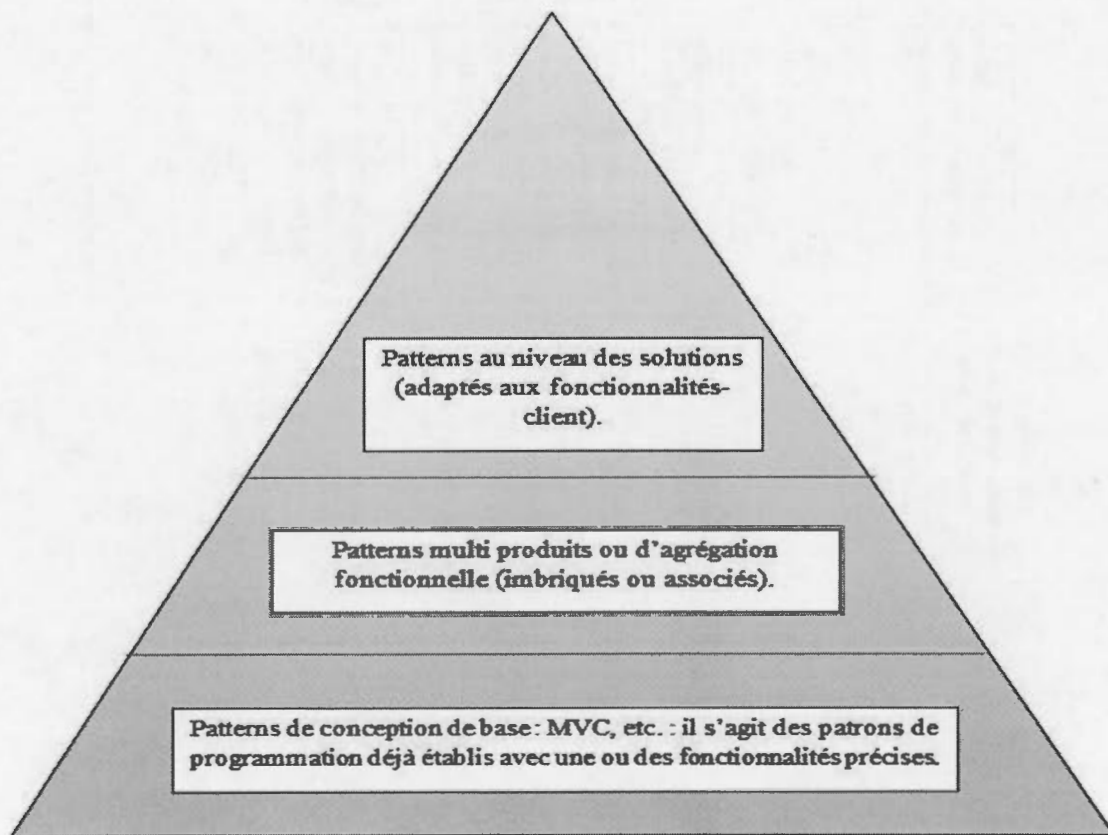 Patterns au niveau des solutions
(adaptés aux fonctionnalités-
client).
Patterns multi produits ou d'agrégation
fonctionnelle (imbriqués ou associés).
Patterns de conception de base : MVC, etc. : il s'agit des patrons de
programmation déjà établis avec une ou des fonctionnalités précises.